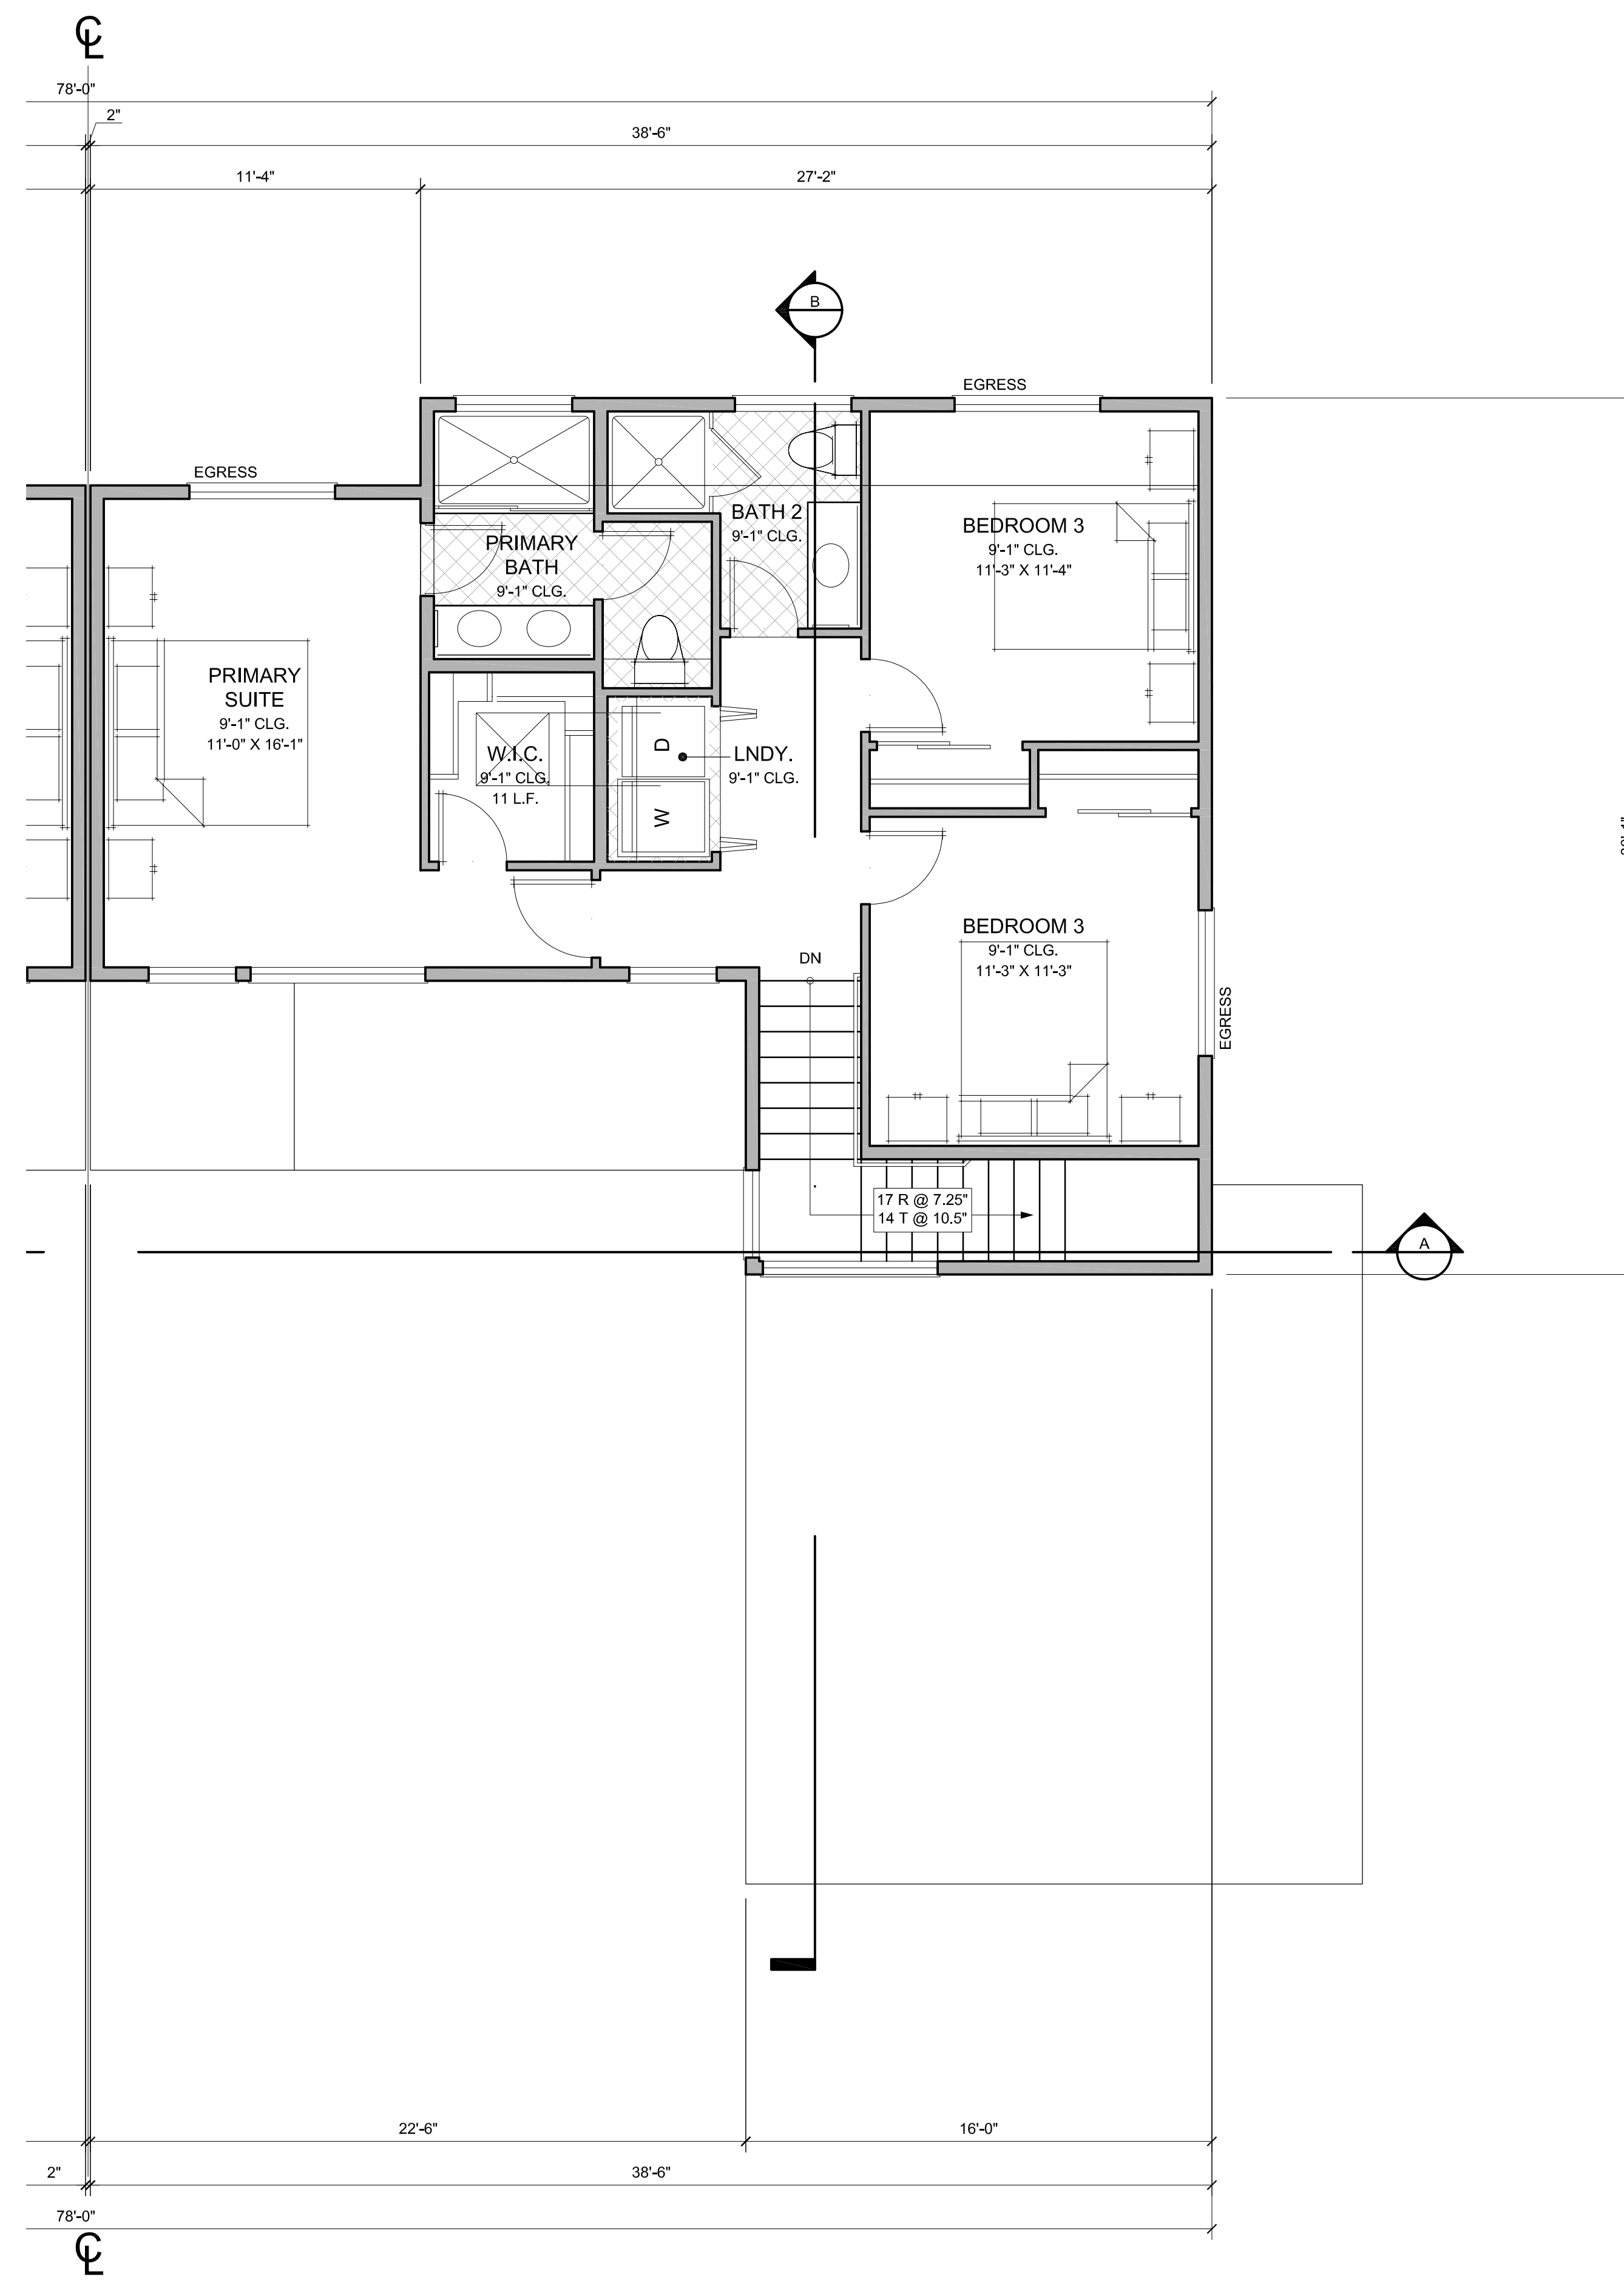 CL
78'-0"
2"
38'-6"
11'-4"
27'-2"
B
EGRESS
EGRESS
BATH 2
9'-1" CLG.
BEDROOM 3
9'-1" CLG.
11'-3" X 11'-4"
PRIMARY
BATH
9'-1" CLG.
PRIMARY
SUITE
9'-1" CLG.
11'-0" X 16'-1"
W.I.C.
9'-1" CLG.
11 L.F.
D
W
LNDY.
9'-1" CLG.
BEDROOM 3
9'-1" CLG.
11'-3" X 11'-3"
DN
EGRESS
17 R @ 7.25"
14 T @ 10.5"
A
22'-6"
16'-0"
2"
38'-6"
78'-0"
CL